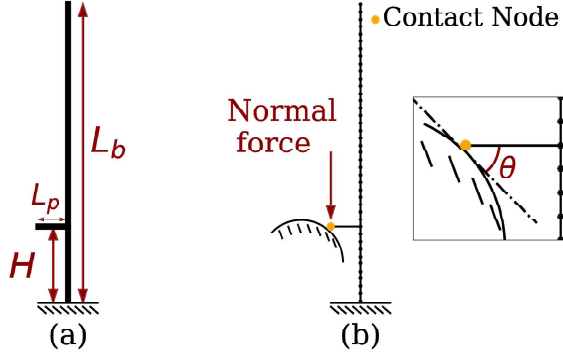 Contact Node
Normal
force
L_b
L_p
H
θ
(a)
(b)